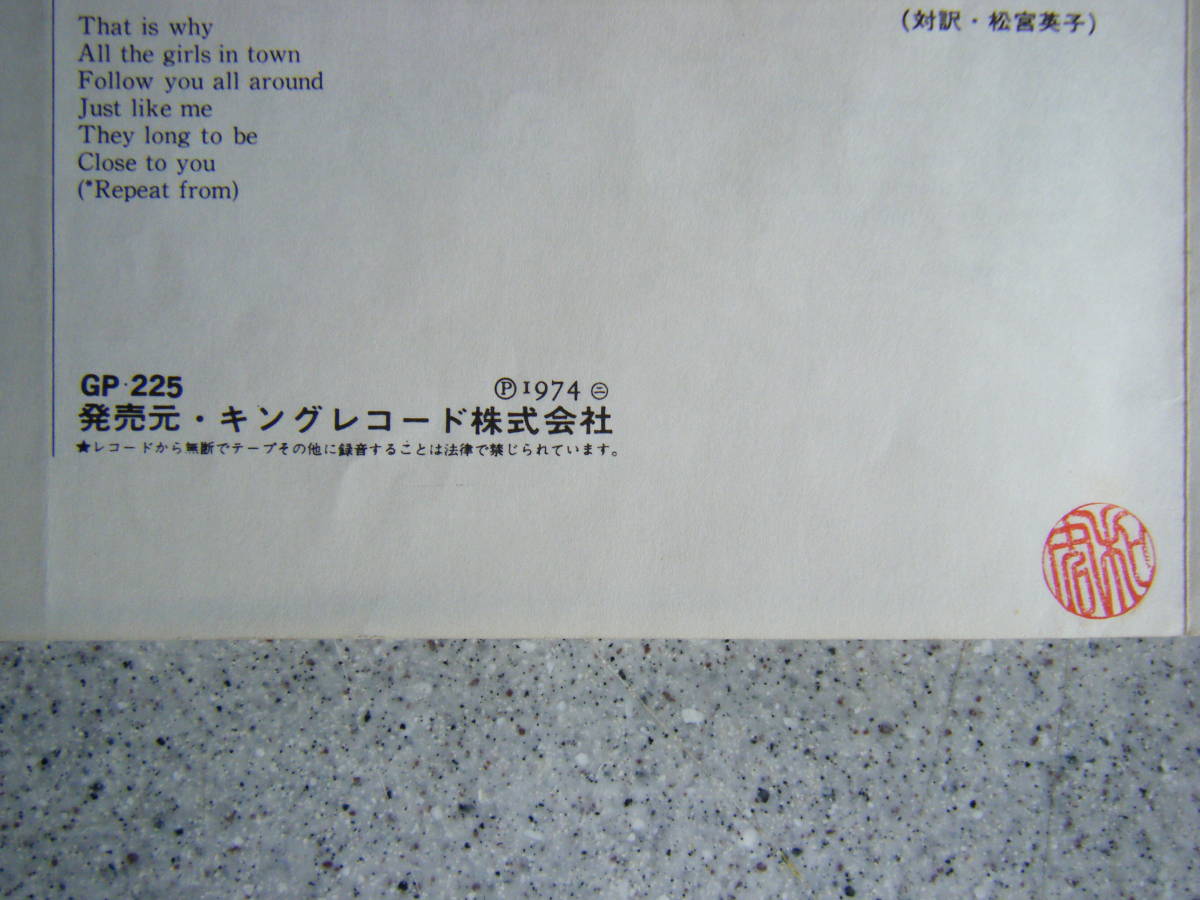 That is why
All the girls in town
Follow you all around
Just like me
They long to be
Close to you
(*Repeat from)
(対訳・松宮英子)
GP・225
Ⓟ1974 ㊁
発売元・キングレコード株式会社
★レコードから無断でテープその他に録音することは法律で禁じられています。